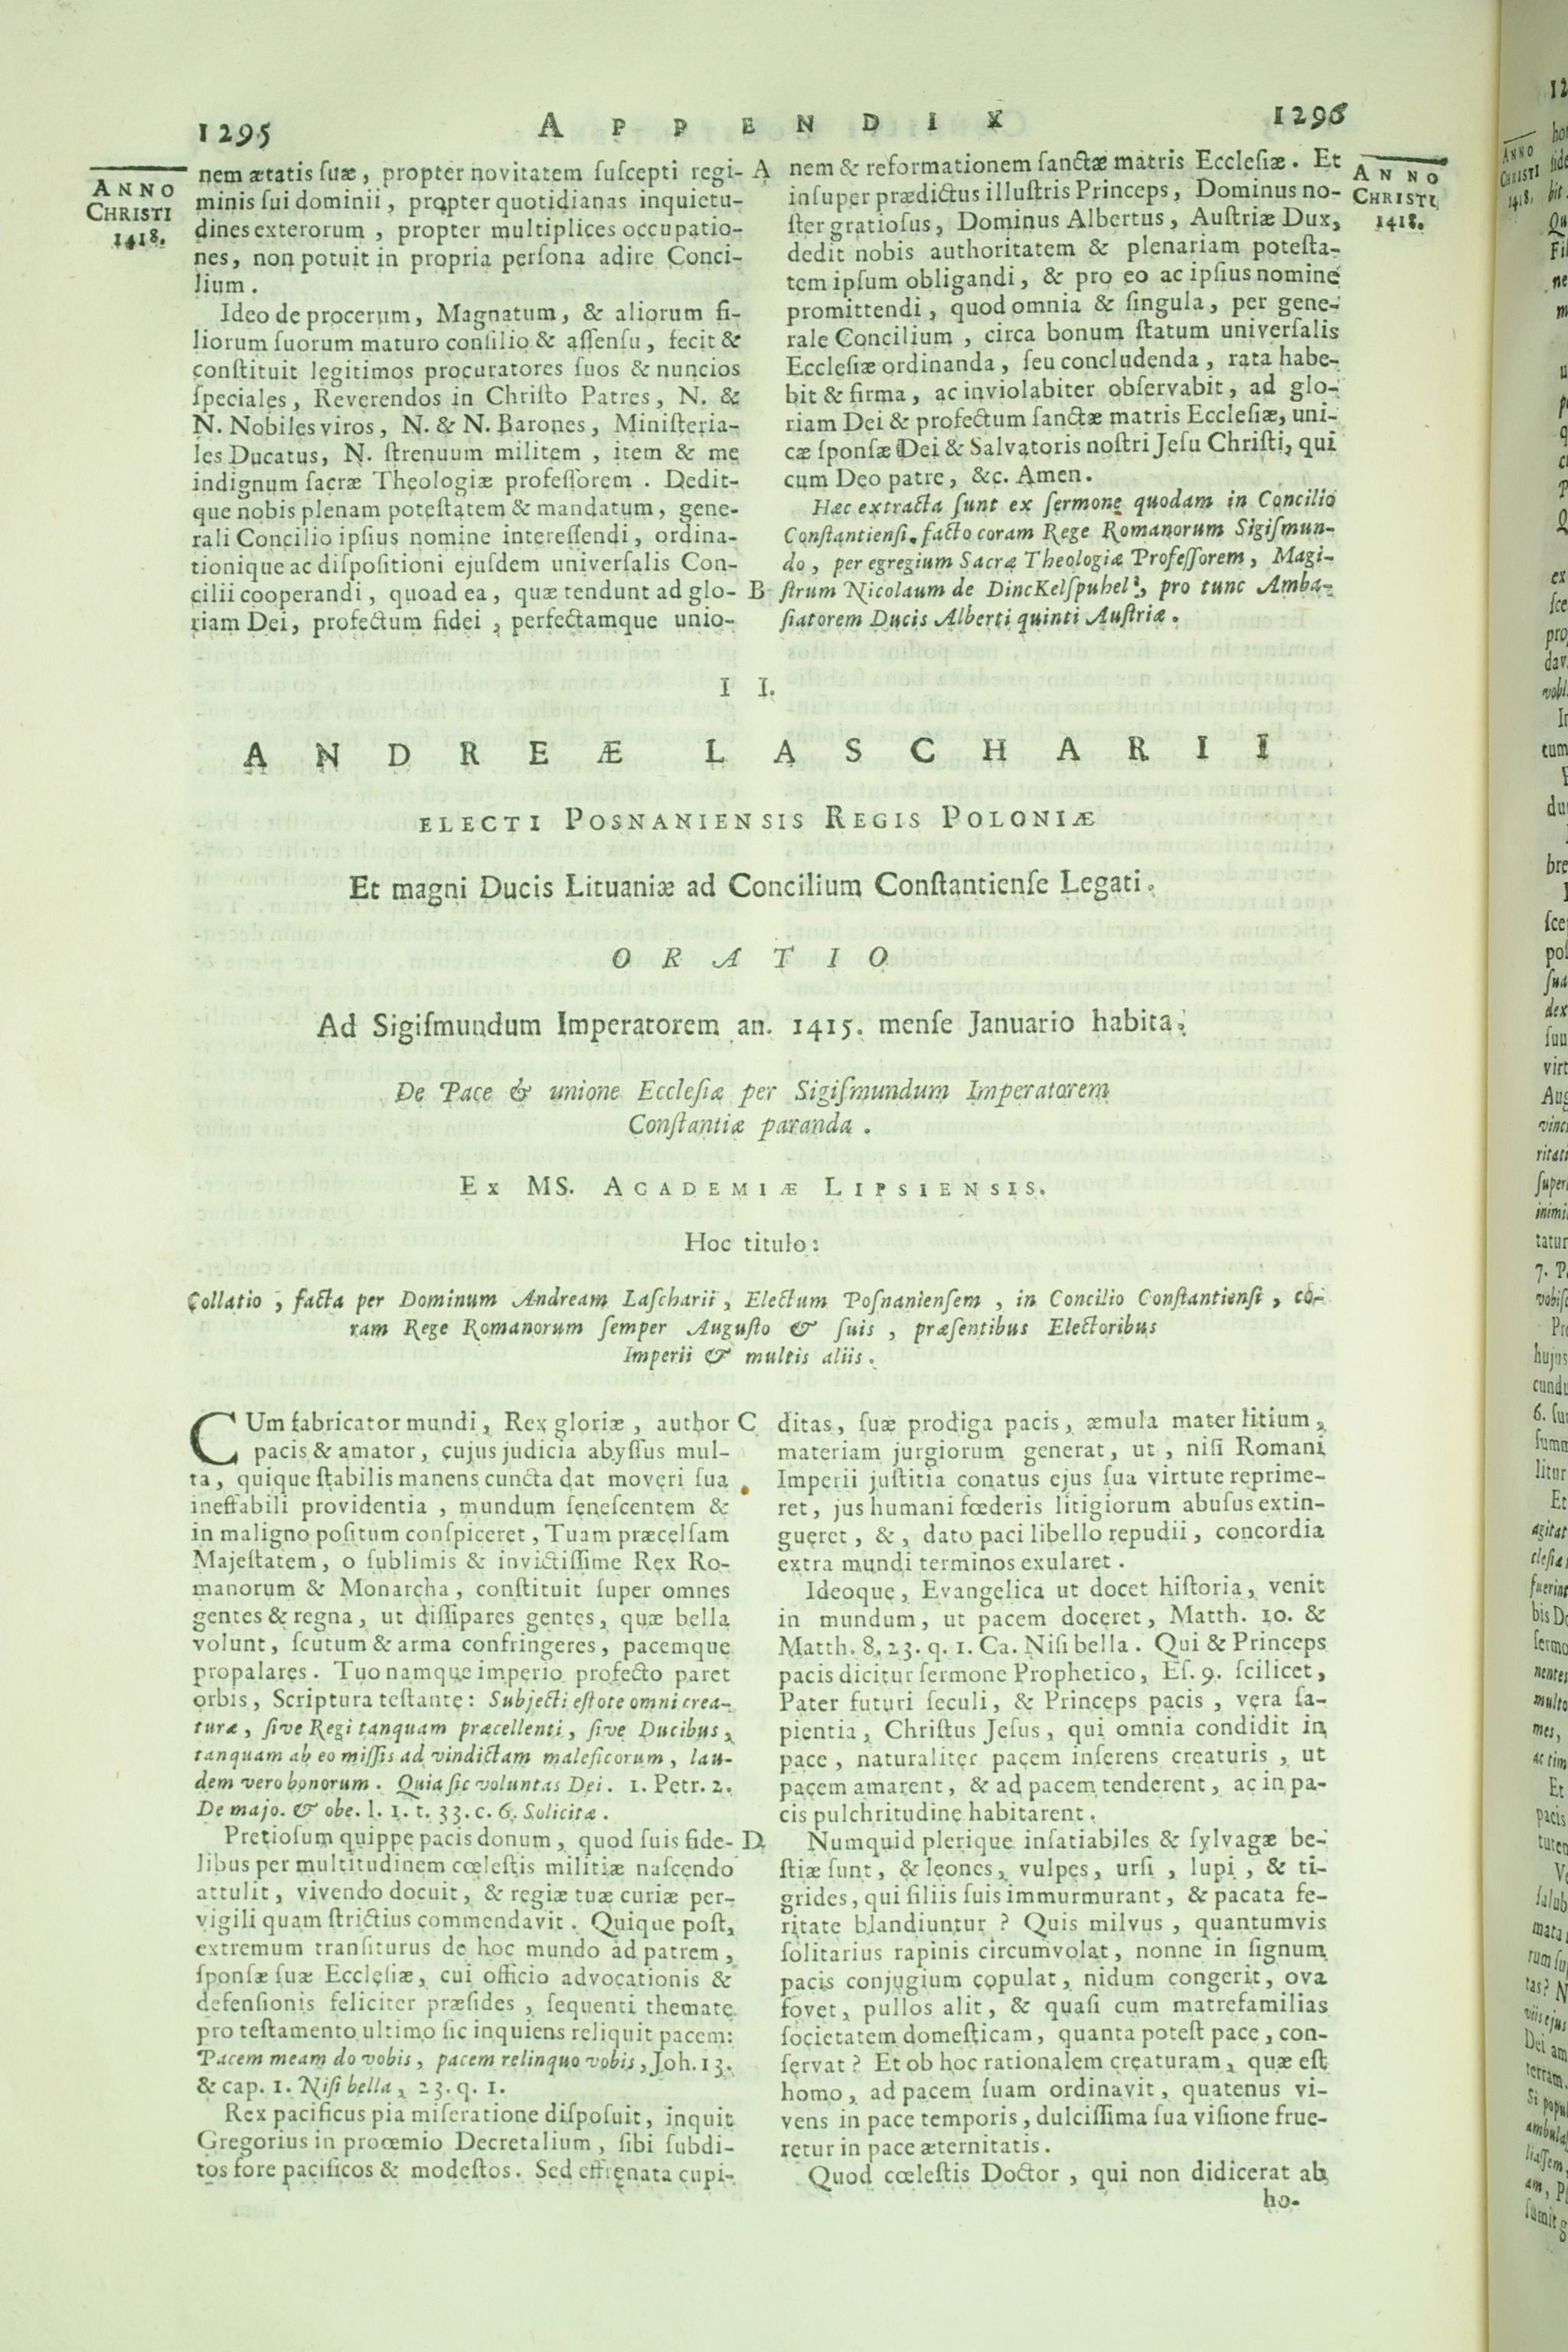 1295
APPENDIX
1296
ANNO
CHRISTI
1418.
nem ætatis ſuæ, propter novitatem ſuſcepti regi-
minis ſui dominii, propter quotidianas inquietu-
dines exterorum, propter multiplices occupatio-
nes, non potuit in propria perſona adire Conci-
lium.
Ideo de procerum, Magnatum, & aliorum fi-
liorum ſuorum maturo conſilio & aſſenſu, fecit &
conſtituit legitimos procuratores ſuos & nuncios
ſpeciales, Reverendos in Chriſto Patres, N. &
N. Nobiles viros, N. & N. Barones, Miniſteria-
les Ducatus, N. ſtrenuum militem, item & me
indignum ſacræ Theologiæ profeſſorem. Dedit-
que nobis plenam poteſtatem & mandatum, gene-
rali Concilio ipſius nomine intereſſendi, ordina-
tionique ac diſpoſitioni ejuſdem univerſalis Con-
cilii cooperandi, quoad ea, quæ tendunt ad glo-
riam Dei, profectum fidei, perfectamque unio-
A
B
nem & reformationem ſanctæ matris Eccleſiæ. Et
inſuper prædictus illuſtris Princeps, Dominus no-
ſter gratioſus, Dominus Albertus, Auſtriæ Dux,
dedit nobis authoritatem & plenariam poteſta-
tem ipſum obligandi, & pro eo ac ipſius nomine
promittendi, quod omnia & ſingula, per gene-
rale Concilium, circa bonum ſtatum univerſalis
Eccleſiæ ordinanda, ſeu concludenda, rata habe-
bit & firma, ac inviolabiter obſervabit, ad glo-
riam Dei & profectum ſanctæ matris Eccleſiæ, uni-
cæ ſponſæ Dei & Salvatoris noſtri Jeſu Chriſti, qui
cum Deo patre, &c. Amen.
Hæc extracta ſunt ex ſermone quodam in Concilio
Conſtantienſi, facto coram Rege Romanorum Sigiſmun-
do, per egregium Sacræ Theologiæ Profeſſorem, Magi-
ſtrum Nicolaum de DincKelſpuhel, pro tunc Amba-
ſiatorem Ducis Alberti quinti Auſtriæ.
ANNO
CHRISTI
1418.
II.
ANDREÆ LASCHARII
ELECTI POSNANIENSIS REGIS POLONIÆ
Et magni Ducis Lituaniæ ad Concilium Conſtantienſe Legati.
ORATIO
Ad Sigiſmundum Imperatorem an. 1415. menſe Januario habita,
De Pace & unione Eccleſiæ per Sigiſmundum Imperatorem
Conſtantiæ paranda.
EX MS. ACADEMIÆ LIPSIENSIS.
Hoc titulo:
Collatio, facta per Dominum Andream Laſcharii, Electum Poſnanienſem, in Concilio Conſtantienſi, co-
ram Rege Romanorum ſemper Auguſto & ſuis, præſentibus Electoribus
Imperii & multis aliis.
CUm fabricator mundi, Rex gloriæ, author
pacis & amator, cujus judicia abyſſus mul-
ta, quique ſtabilis manens cuncta dat moveri ſua
ineffabili providentia, mundum ſeneſcentem &
in maligno poſitum conſpiceret, Tuam præcelſam
Majeſtatem, o ſublimis & invictiſſime Rex Ro-
manorum & Monarcha, conſtituit ſuper omnes
gentes & regna, ut diſſipares gentes, quæ bella
volunt, ſcutum & arma confringeres, pacemque
propalares. Tuo namque imperio profecto paret
orbis, Scriptura teſtante: Subjecti eſtote omni crea-
turæ, ſive Regi tanquam præcellenti, ſive Ducibus,
tanquam ab eo miſſis ad vindictam maleficorum, lau-
dem vero bonorum. Quia ſic voluntas Dei. 1. Petr. 2.
De majo. & obe. l. 1. t. 33. c. 6. Solicitæ.
Pretioſum quippe pacis donum, quod ſuis fide-
libus per multitudinem cœleſtis militiæ naſcendo
attulit, vivendo docuit, & regiæ tuæ curiæ per-
vigili quam ſtrictius commendavit. Quique poſt,
extremum tranſiturus de hoc mundo ad patrem,
ſponſæ ſuæ Eccleſiæ, cui officio advocationis &
defenſionis feliciter præſides, ſequenti themate
pro teſtamento ultimo ſic inquiens reliquit pacem:
Pacem meam do vobis, pacem relinquo vobis, Joh. 13.
& cap. 1. Niſi bella, 23. q. 1.
Rex pacificus pia miſeratione diſpoſuit, inquit
Gregorius in proœmio Decretalium, ſibi ſubdi-
tos fore pacificos & modeſtos. Sed effrenata cupi-
C
D
ditas, ſuæ prodiga pacis, æmula mater litium,
materiam jurgiorum generat, ut, niſi Romani
Imperii juſtitia conatus ejus ſua virtute reprime-
ret, jus humani fœderis litigiorum abuſus extin-
gueret, &, dato paci libello repudii, concordia
extra mundi terminos exularet.
Ideoque, Evangelica ut docet hiſtoria, venit
in mundum, ut pacem doceret, Matth. 10. &
Matth. 8. 23. q. 1. Ca. Niſi bella. Qui & Princeps
pacis dicitur ſermone Prophetico, Eſ. 9. ſcilicet,
Pater futuri ſeculi, & Princeps pacis, vera ſa-
pientia, Chriſtus Jeſus, qui omnia condidit in
pace, naturaliter pacem inſerens creaturis, ut
pacem amarent, & ad pacem tenderent, ac in pa-
cis pulchritudine habitarent.
Numquid plerique inſatiabiles & ſylvagæ be-
ſtiæ ſunt, & leones, vulpes, urſi, lupi, & ti-
grides, qui filiis ſuis immurmurant, & pacata fe-
ritate blandiuntur? Quis milvus, quantumvis
ſolitarius rapinis circumvolat, nonne in ſignum
pacis conjugium copulat, nidum congerit, ova
fovet, pullos alit, & quaſi cum matrefamilias
ſocietatem domeſticam, quanta poteſt pace, con-
ſervat? Et ob hoc rationalem creaturam, quæ eſt
homo, ad pacem ſuam ordinavit, quatenus vi-
vens in pace temporis, dulciſſima ſua viſione frue-
retur in pace æternitatis.
Quod cœleſtis Doctor, qui non didicerat ab
ho-